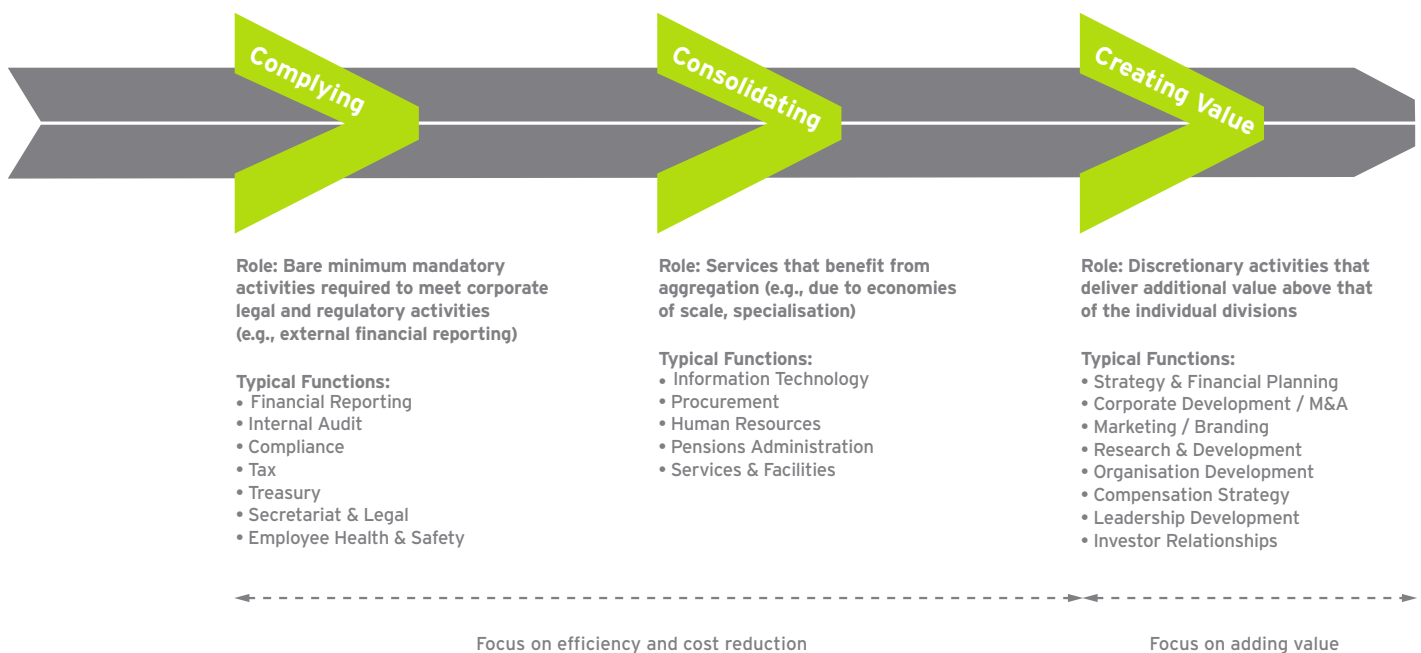 Complying
Consolidating
Creating Value
Role: Bare minimum mandatory
activities required to meet corporate
legal and regulatory activities
(e.g., external financial reporting)
Typical Functions:
• Financial Reporting
• Internal Audit
• Compliance
• Tax
• Treasury
• Secretariat & Legal
• Employee Health & Safety
Role: Services that benefit from
aggregation (e.g., due to economies
of scale, specialisation)
Typical Functions:
• Information Technology
• Procurement
• Human Resources
• Pensions Administration
• Services & Facilities
Role: Discretionary activities that
deliver additional value above that
of the individual divisions
Typical Functions:
• Strategy & Financial Planning
• Corporate Development / M&A
• Marketing / Branding
• Research & Development
• Organisation Development
• Compensation Strategy
• Leadership Development
• Investor Relationships
Focus on efficiency and cost reduction
Focus on adding value